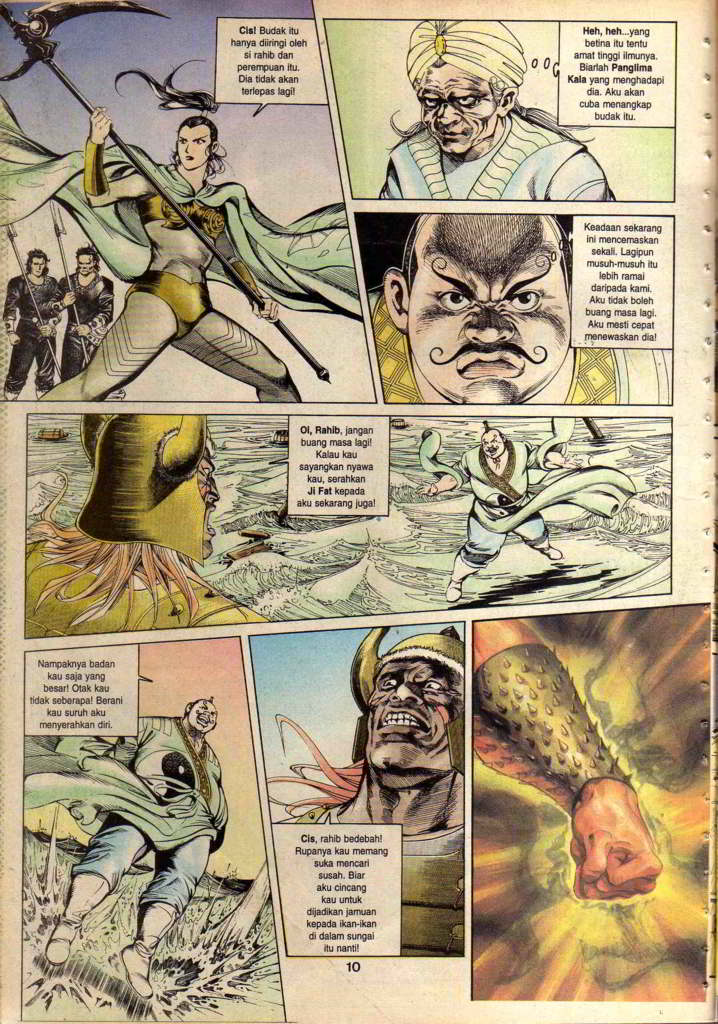 Cis! Budak itu
hanya diiringi oleh
si rahib dan
perempuan itu.
Dia tidak akan
terlepas lagi!
Heh, heh...yang
betina itu tentu
amat tinggi ilmunya.
Biarlah Panglima
Kala yang menghadapi
dia. Aku akan
cuba menangkap
budak itu.
Keadaan sekarang
ini mencemaskan
sekali. Lagipun
musuh-musuh itu
lebih ramai
daripada kami.
Aku tidak boleh
buang masa lagi.
Aku mesti cepat
menewaskan dia!
OI, Rahib, jangan
buang masa lagi!
Kalau kau
sayangkan nyawa
kau, serahkan
Ji Fat kepada
aku sekarang juga!
Nampaknya badan
kau saja yang
besar! Otak kau
tidak seberapa! Berani
kau suruh aku
menyerahkan diri.
Cis, rahib bedebah!
Rupanya kau memang
suka mencari
susah. Biar
aku cincang
kau untuk
dijadikan jamuan
kepada ikan-ikan
di dalam sungai
itu nanti!
10